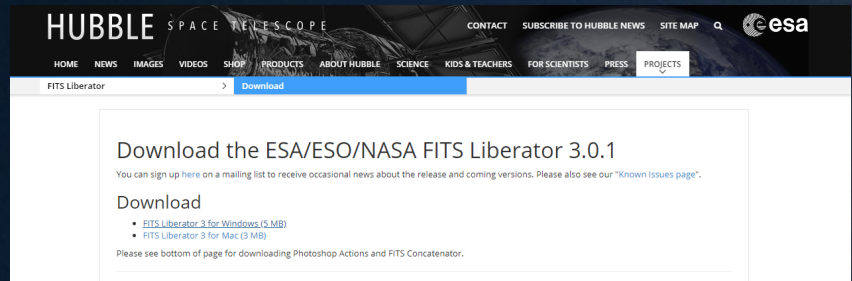 HUBBLE SPACE TELESCOPE
CONTACT SUBSCRIBE TO HUBBLE NEWS SITE MAP
esa
HOME NEWS IMAGES VIDEOS SHOP PRODUCTS ABOUT HUBBLE SCIENCE KIDS & TEACHERS FOR SCIENTISTS PRESS PROJECTS
FITS Liberator Download
Download the ESA/ESO/NASA FITS Liberator 3.0.1
You can sign up here on a mailing list to receive occasional news about the release and coming versions. Please also see our "Known Issues page".
Download
FITS Liberator 3 for Windows (5 MB)
FITS Liberator 3 for Mac (3 MB)
Please see bottom of page for downloading Photoshop Actions and FITS Concatenator.